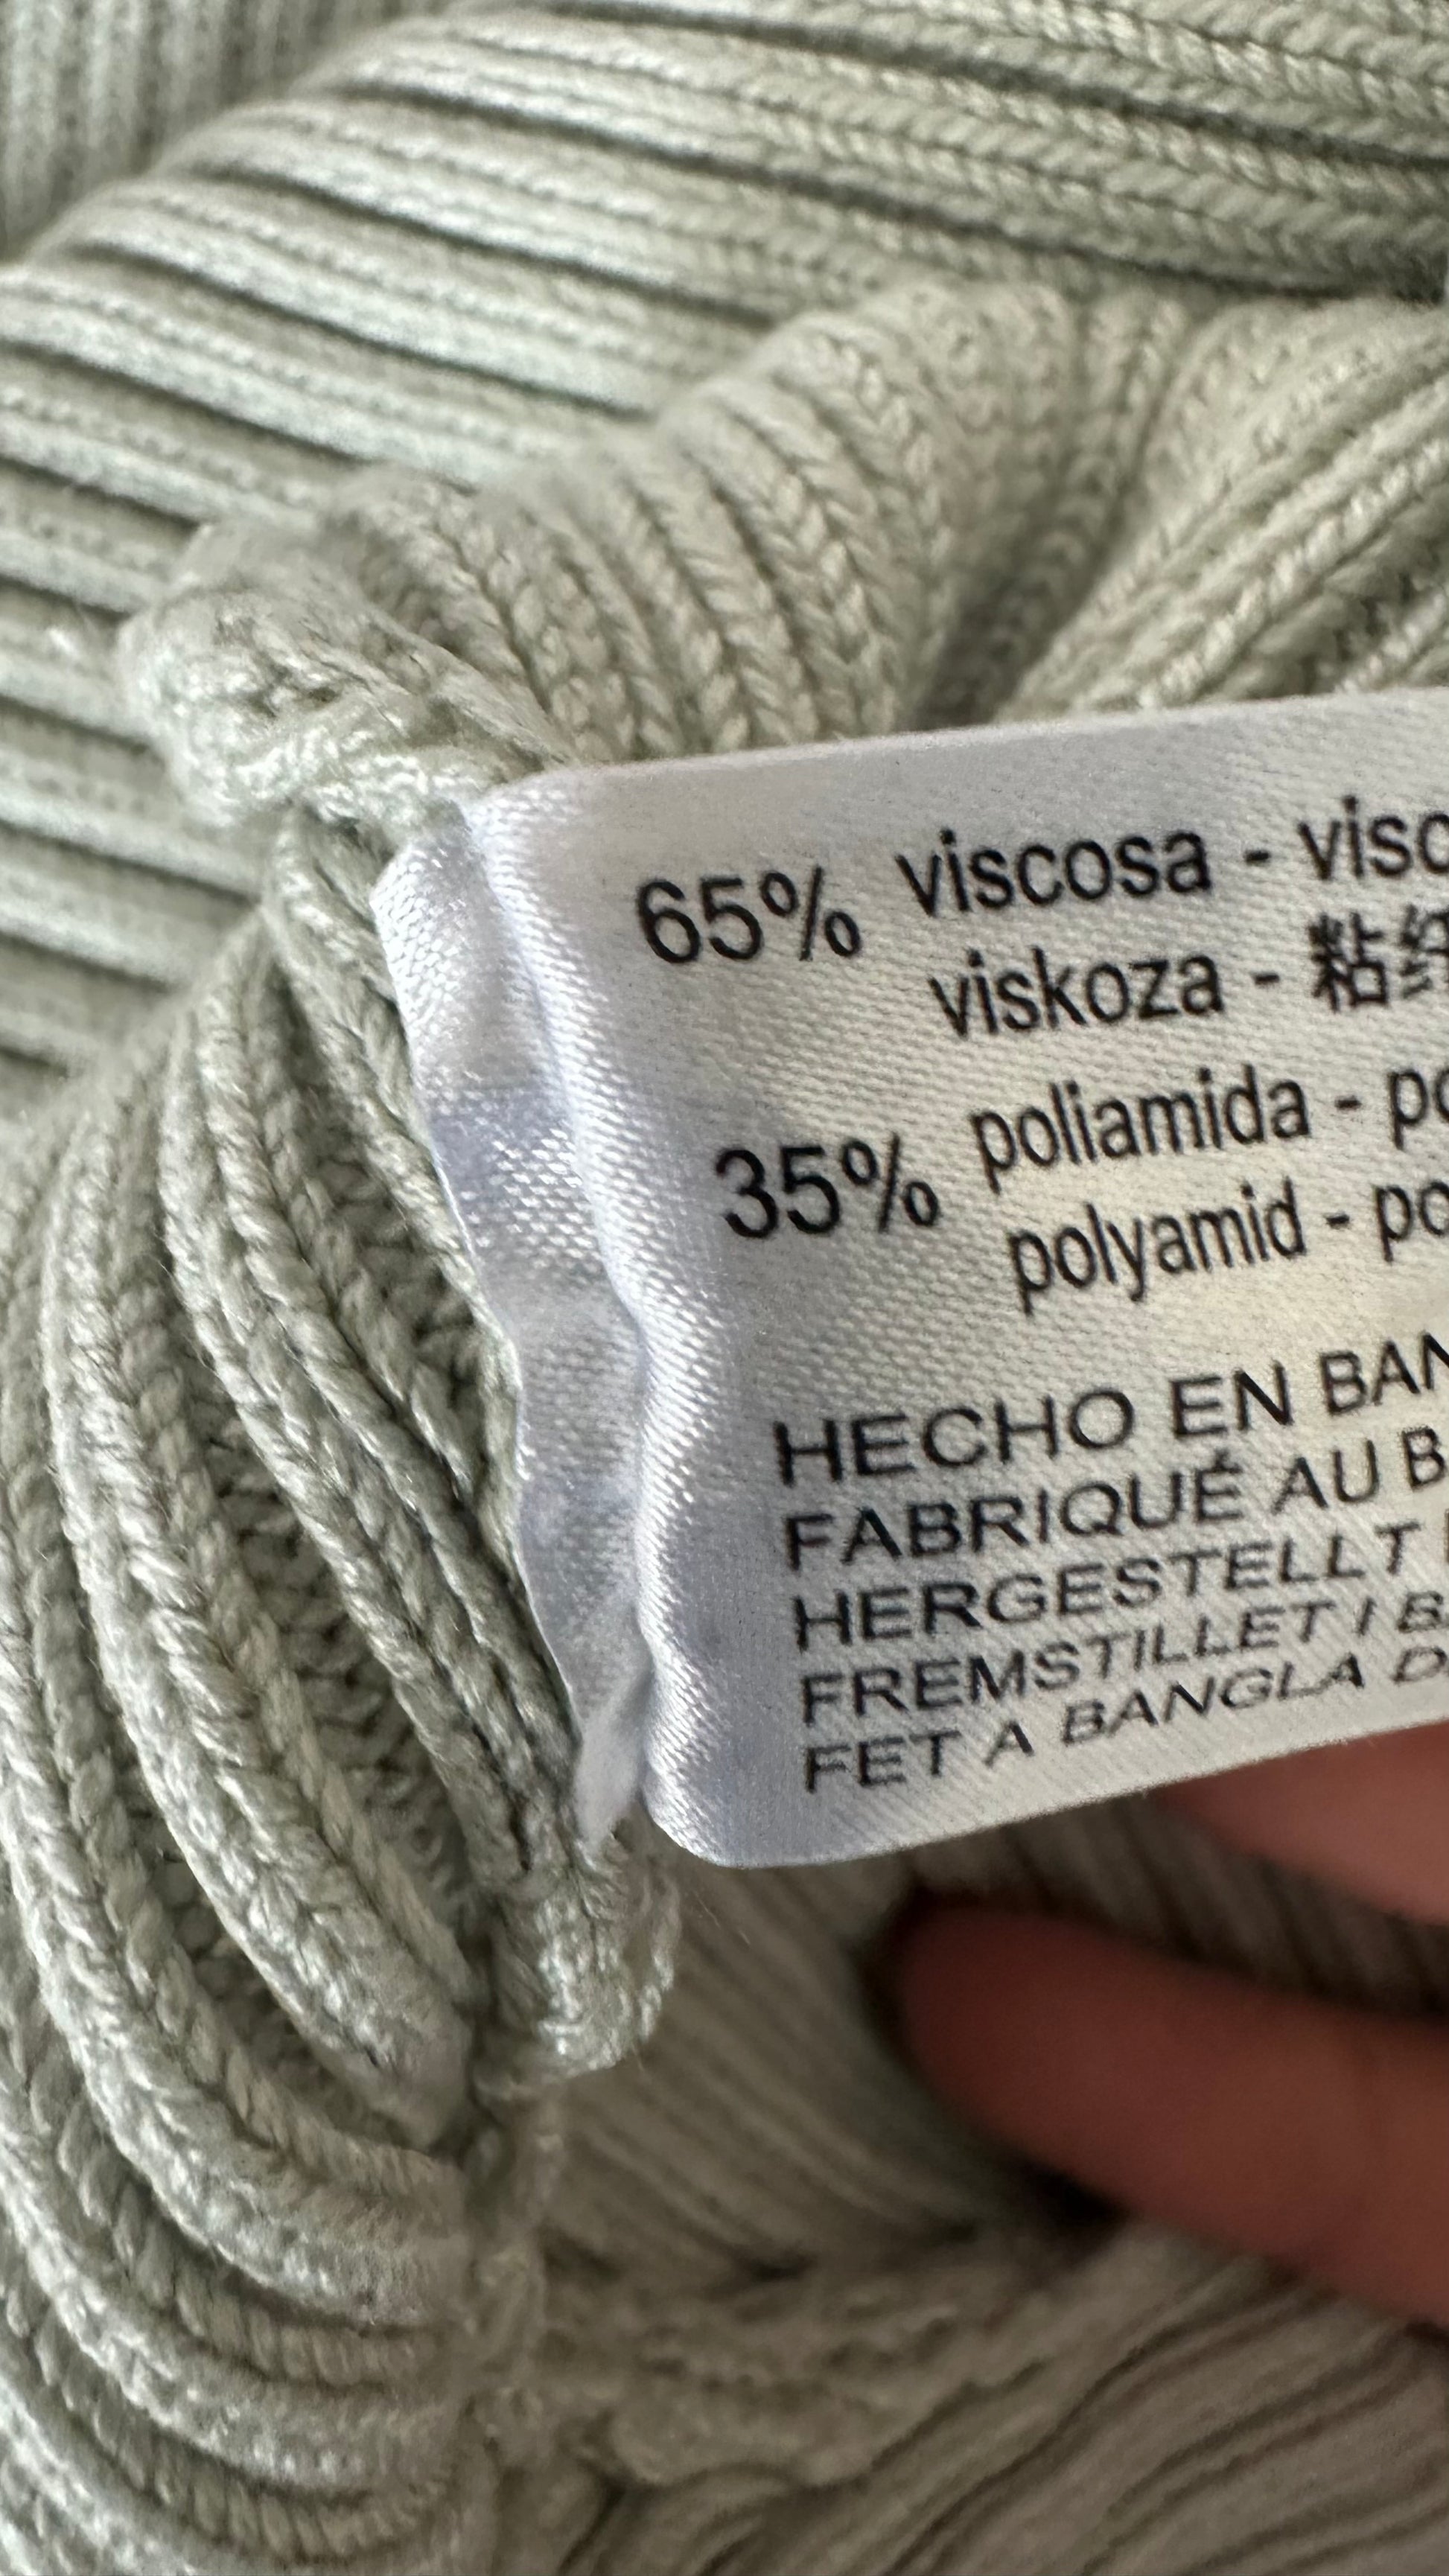 65% viscosa - visc
viskoza - 粘纤
35% poliamida - po
polyamid - po
HECHO EN BAN
FABRIQUÉ AU B
HERGESTELLT
FREMSTILLET I B
FET A BANGLA D